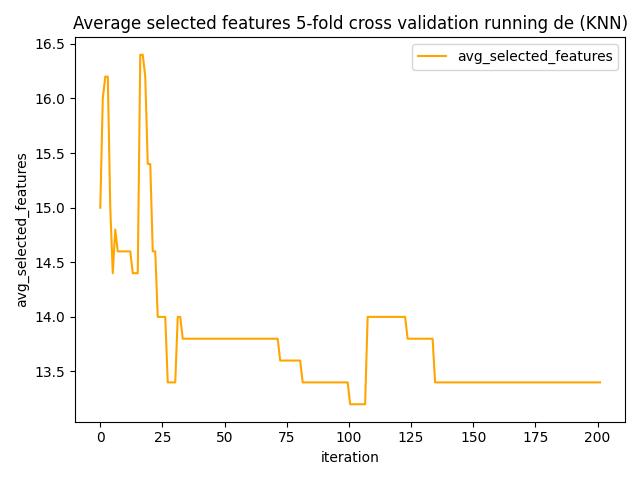 Average selected features 5-fold cross validation running de (KNN)
avg_selected_features
16.5
16.0
15.5
15.0
14.5
14.0
13.5
avg_selected_features
0 25 50 75 100 125 150 175 200
iteration